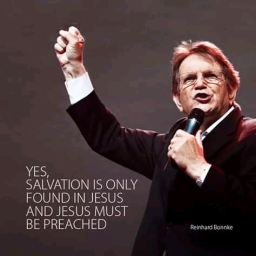 YES,
SALVATION IS ONLY
FOUND IN JESUS
AND JESUS MUST
BE PREACHED
Reinhard Bonnke